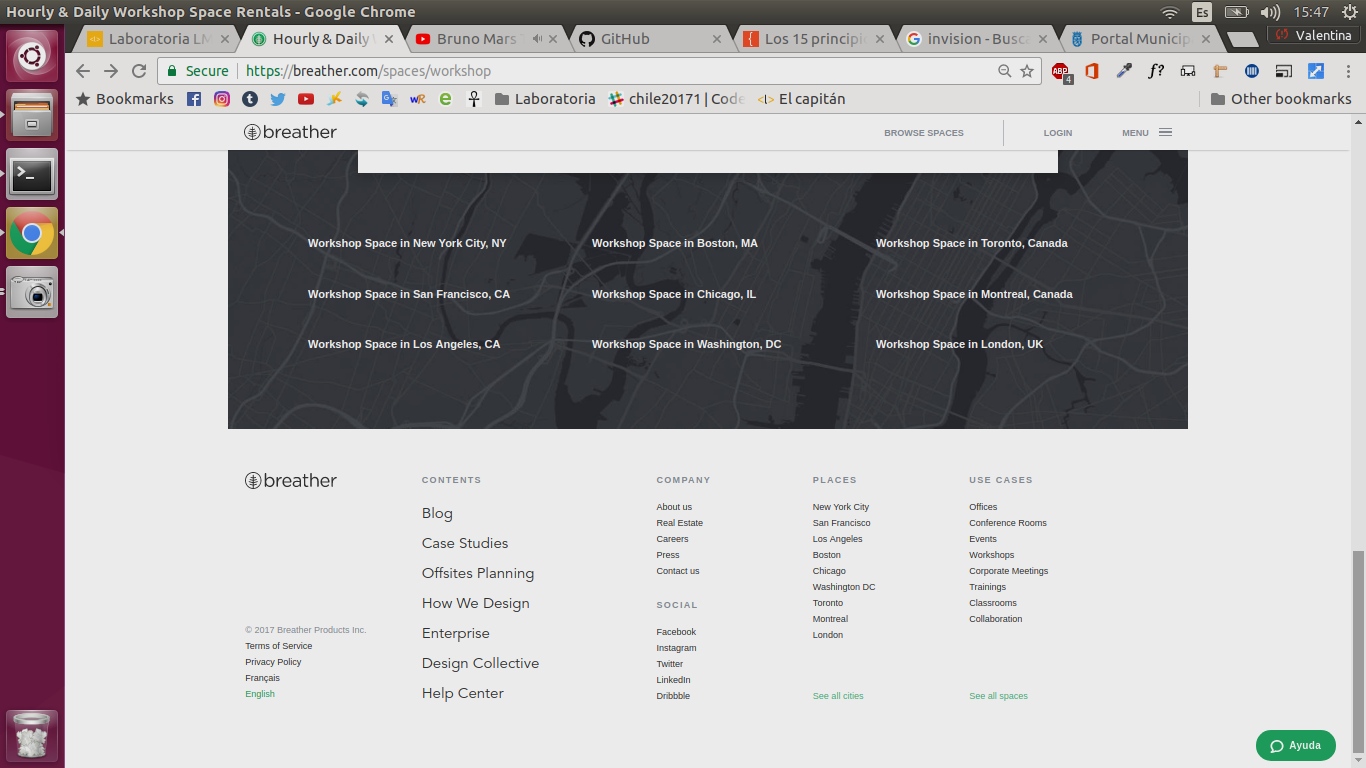 Hourly & Daily Workshop Space Rentals - Google Chrome
Es
15:47
Laboratoria LM
Hourly & Daily W
Bruno Mars
GitHub
Los 15 principi
invision - Busca
Portal Municip
Valentina
Secure
https://breather.com/spaces/workshop
ABP
4
f?
Bookmarks
wR
Laboratoria
chile20171 | Code
El capitán
Other bookmarks
breather
BROWSE SPACES
LOGIN
MENU
Workshop Space in New York City, NY
Workshop Space in Boston, MA
Workshop Space in Toronto, Canada
Workshop Space in San Francisco, CA
Workshop Space in Chicago, IL
Workshop Space in Montreal, Canada
Workshop Space in Los Angeles, CA
Workshop Space in Washington, DC
Workshop Space in London, UK
breather
© 2017 Breather Products Inc.
Terms of Service
Privacy Policy
Français
English
CONTENTS
Blog
Case Studies
Offsites Planning
How We Design
Enterprise
Design Collective
Help Center
COMPANY
About us
Real Estate
Careers
Press
Contact us
SOCIAL
Facebook
Instagram
Twitter
LinkedIn
Dribbble
PLACES
New York City
San Francisco
Los Angeles
Boston
Chicago
Washington DC
Toronto
Montreal
London
See all cities
USE CASES
Offices
Conference Rooms
Events
Workshops
Corporate Meetings
Trainings
Classrooms
Collaboration
See all spaces
Ayuda